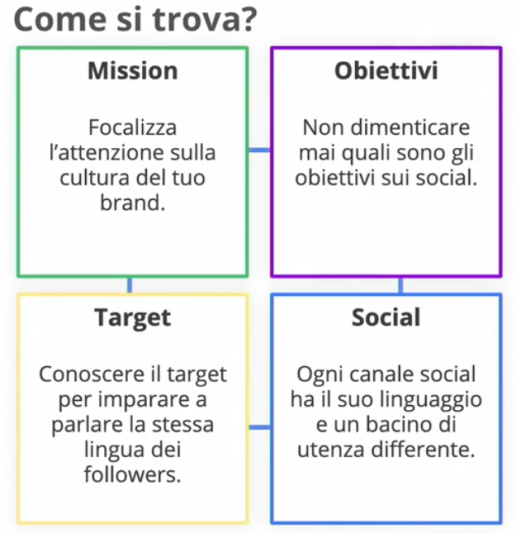 Come si trova?
Mission
Focalizza
l'attenzione sulla
cultura del tuo
brand.
Obiettivi
Non dimenticare
mai quali sono gli
obiettivi sui social.
Target
Conoscere il target
per imparare a
parlare la stessa
lingua dei
followers.
Social
Ogni canale social
ha il suo linguaggio
e un bacino di
utenza differente.